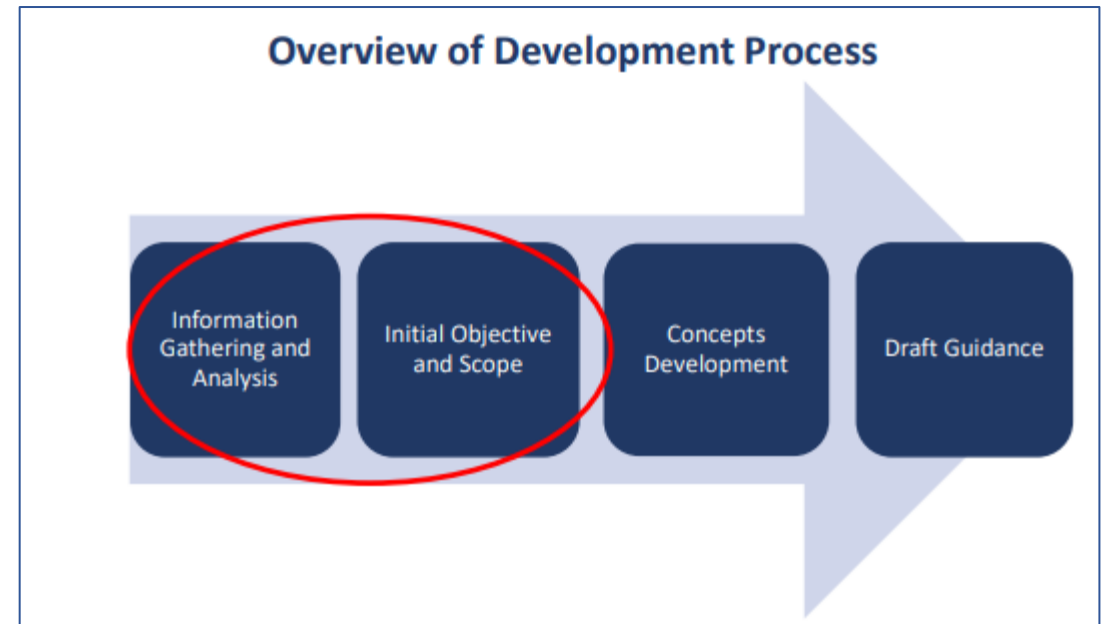 Overview of Development Process
Information
Gathering and
Analysis
Initial Objective
and Scope
Concepts
Development
Draft Guidance